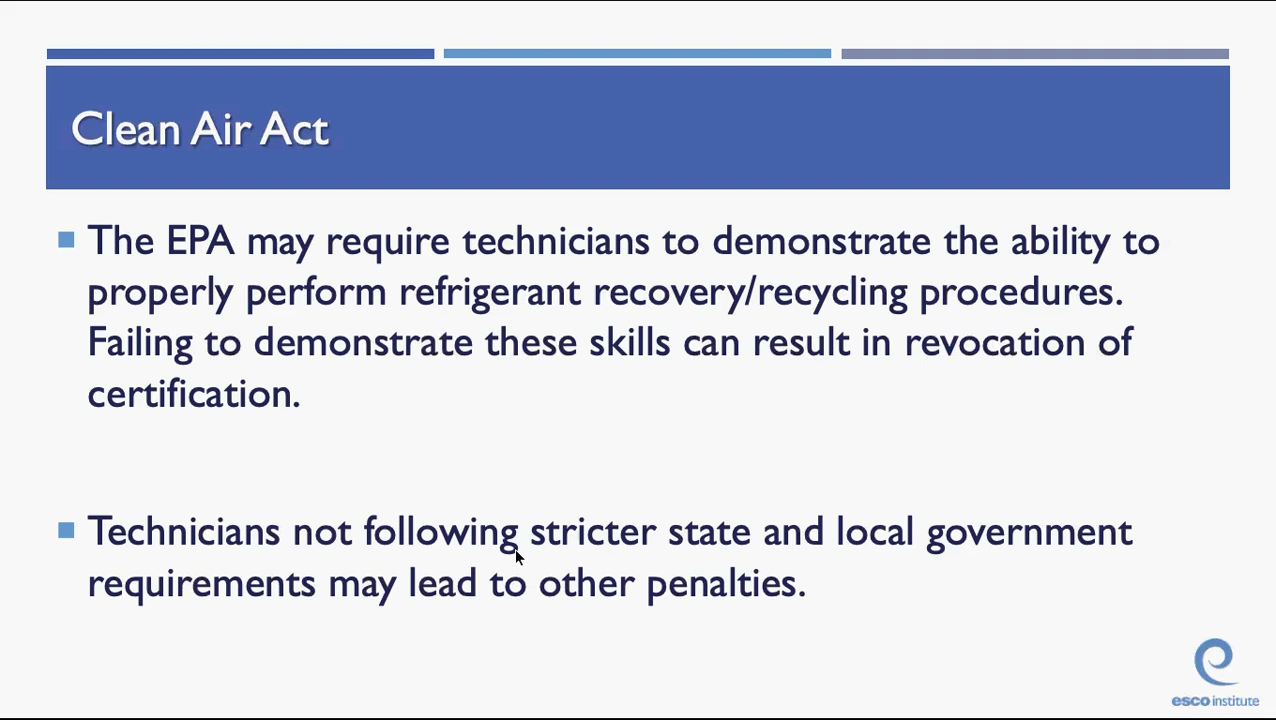 Clean Air Act
The EPA may require technicians to demonstrate the ability to
properly perform refrigerant recovery/recycling procedures.
Failing to demonstrate these skills can result in revocation of
certification.
Technicians not following stricter state and local government
requirements may lead to other penalties.
esco institute